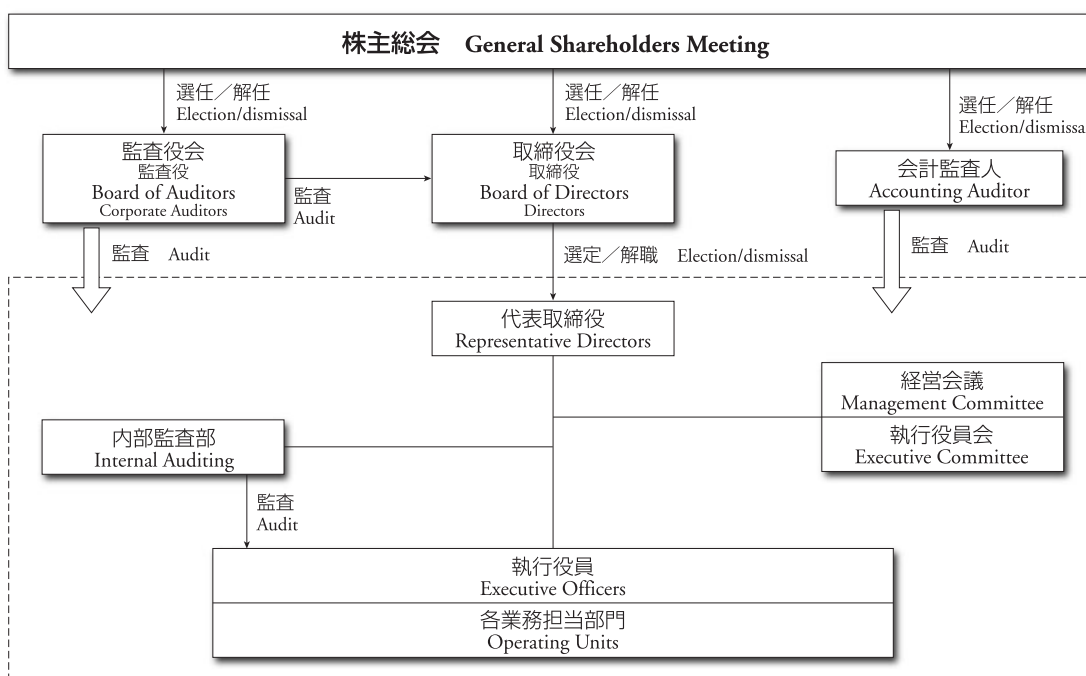 株主総会 General Shareholders Meeting
選任／解任
Election/dismissal
選任／解任
Election/dismissal
選任／解任
Election/dismissa
監査役会
監査役
Board of Auditors
Corporate Auditors
監査
Audit
取締役会
取締役
Board of Directors
Directors
会計監査人
Accounting Auditor
監査 Audit
選定／解職 Election/dismissal
監査 Audit
代表取締役
Representative Directors
経営会議
Management Committee
執行役員会
Executive Committee
内部監査部
Internal Auditing
監査
Audit
執行役員
Executive Officers
各業務担当部門
Operating Units